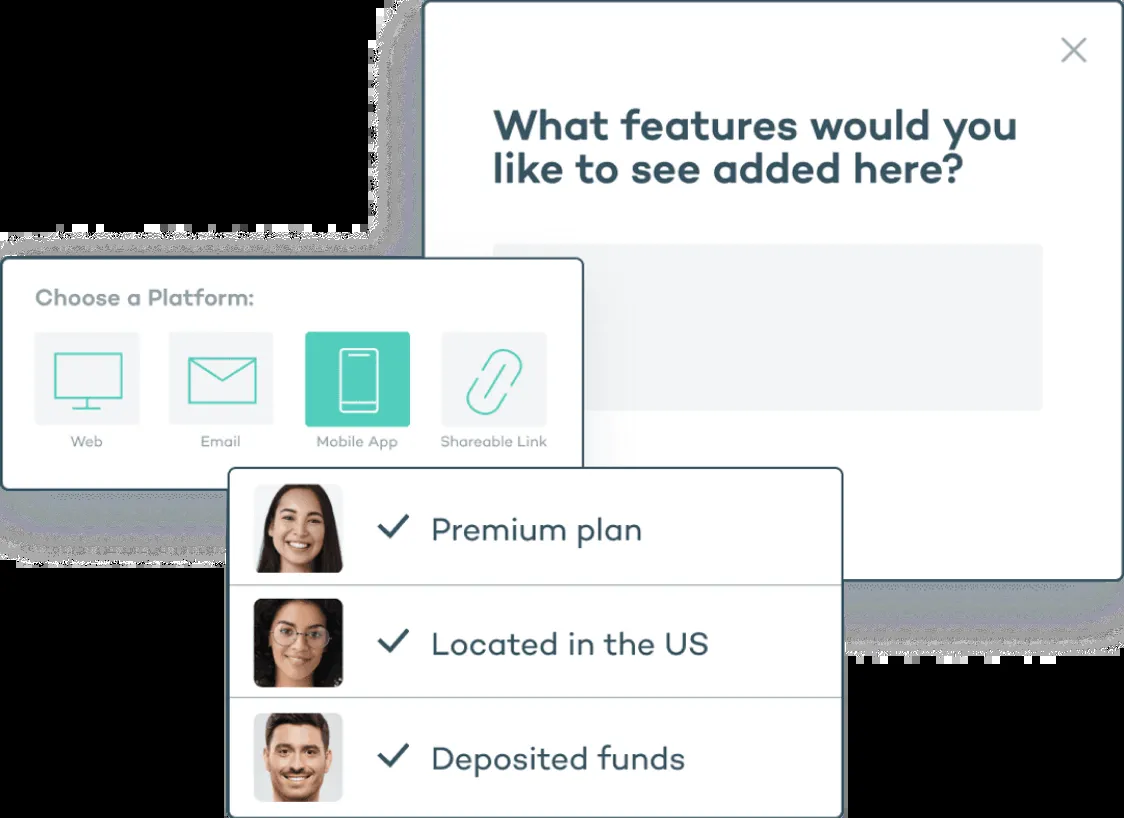 What features would you
like to see added here?
Choose a Platform:
Web
Email
Mobile App
Shareable Link
Premium plan
Located in the US
Deposited funds